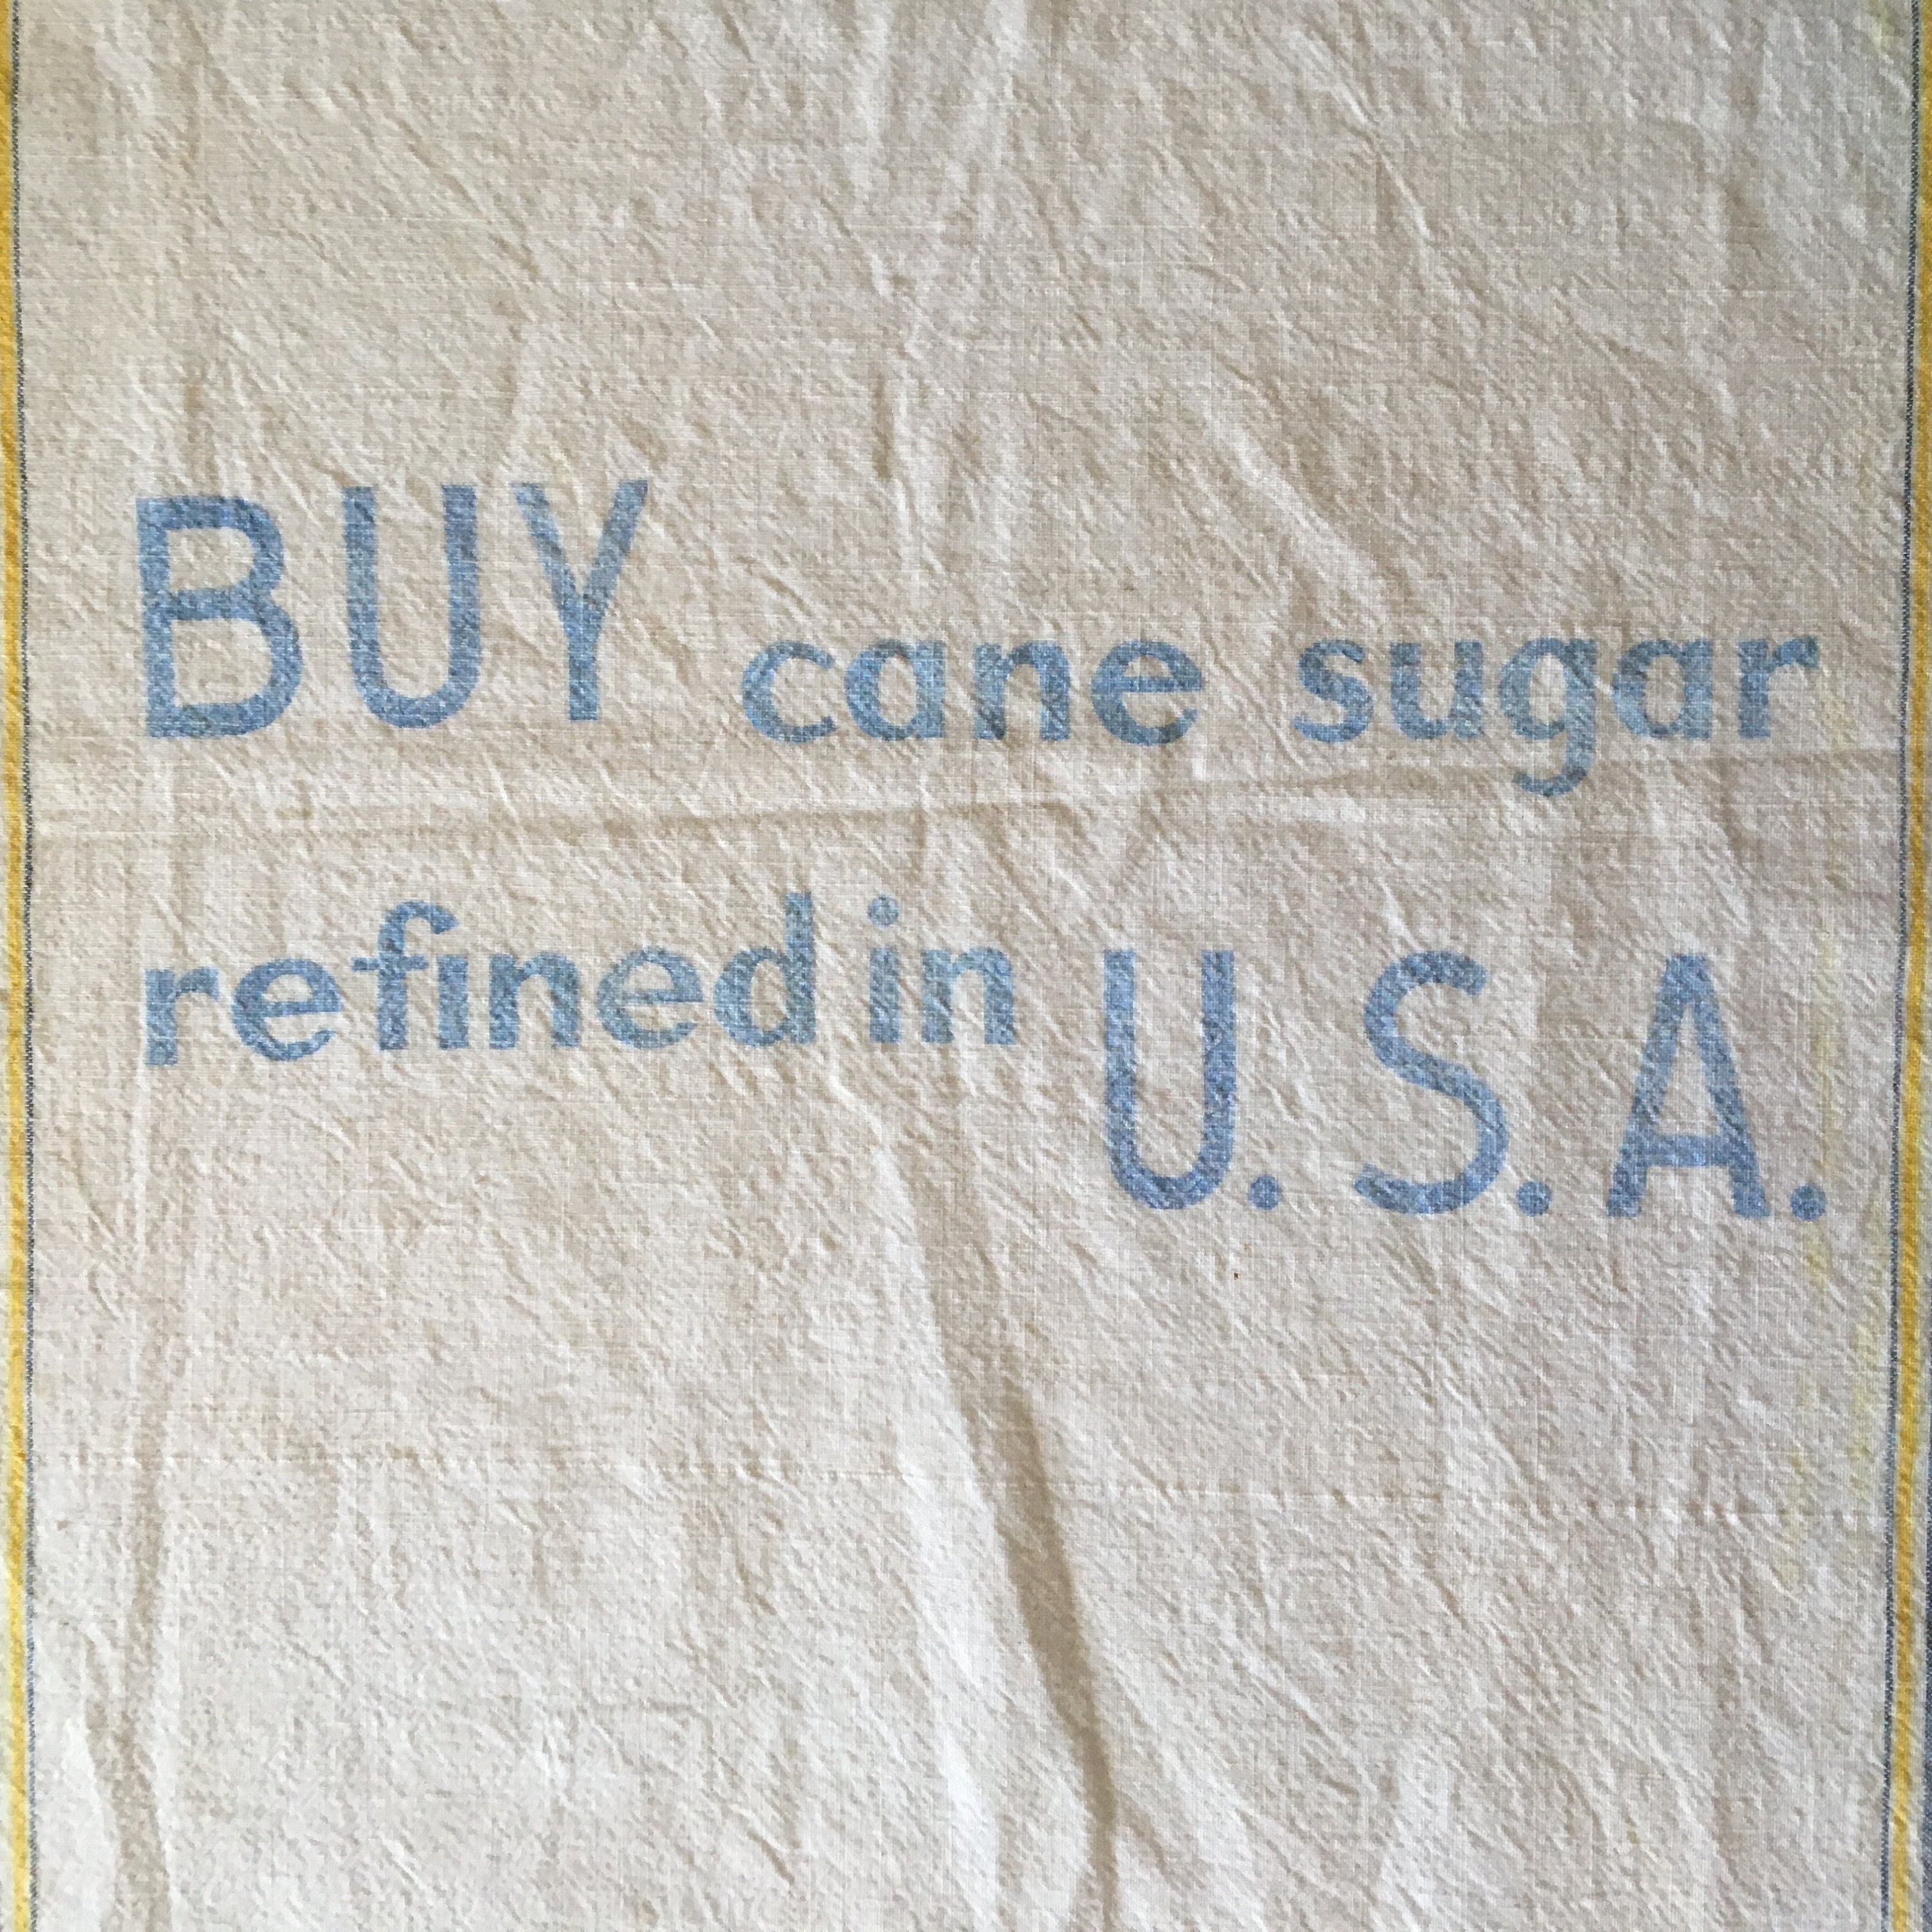 BUY cane sugar
refined in U.S.A.